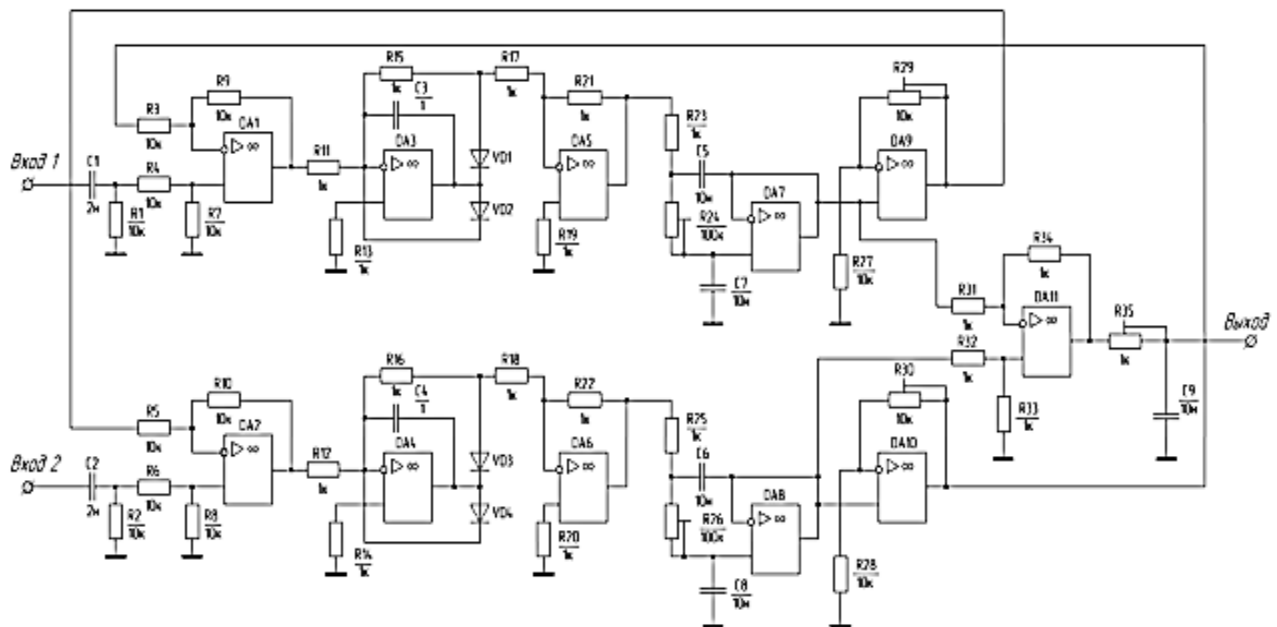 R15
1к
R17
R29
R9
C3
1
1к
R21
10к
R3
10к
DA1
1к
R23
1к
DA9
10к
▷∞
DA3
DA5
C5
▷∞
Вход 1
C1
R4
R11
▷∞
VD1
▷∞
10н
DA7
2н
R1
10к
10к
R7
10к
1к
VD2
R24
100к
▷∞
R34
R13
1к
R19
1к
R27
10к
1к
C7
10н
R31
DA11
1к
▷∞
R35
Выход
R16
R18
R32
R30
1к
1к
R10
1к
C4
1
1к
R22
10к
R33
1к
C9
10н
R5
10к
DA2
1к
R25
1к
DA10
10к
▷∞
DA4
DA6
C6
▷∞
Вход 2
C2
R6
R12
▷∞
VD3
▷∞
10н
DA8
2н
R2
10к
10к
R8
10к
1к
VD4
R26
100к
▷∞
R14
1к
R20
1к
R28
10к
C8
10н